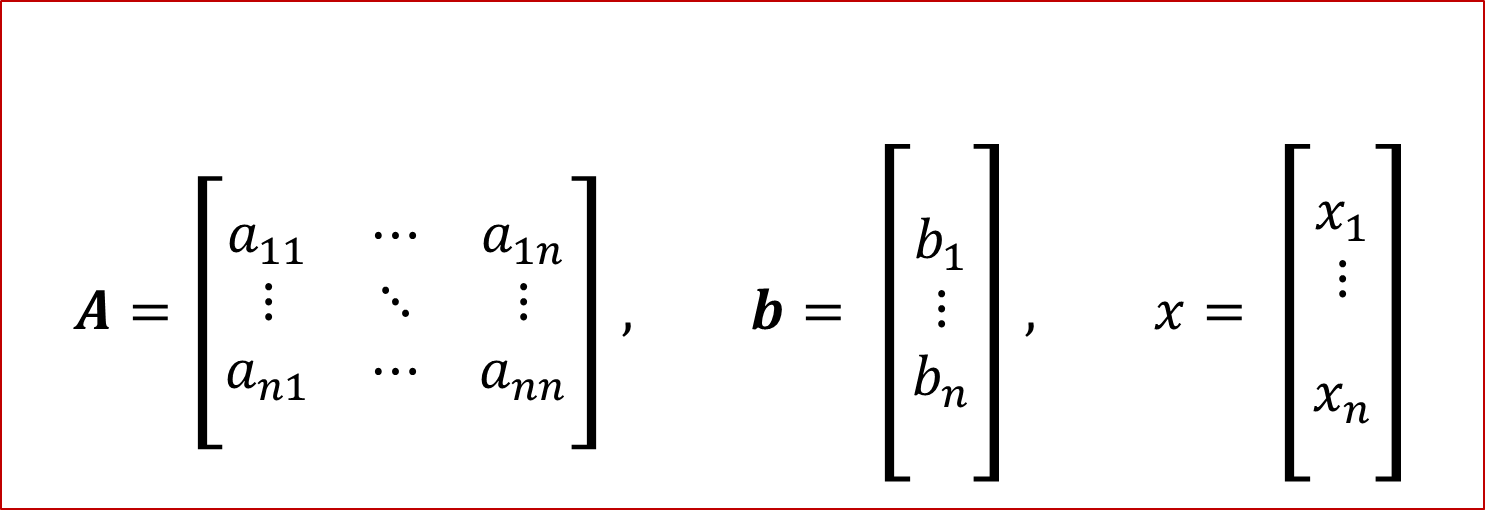 𝑨 = [ a₁₁ ⋯ a₁ₙ ; ⋮ ⋱ ⋮ ; aₙ₁ ⋯ aₙₙ ] , 𝒃 = [ b₁ ; ⋮ ; bₙ ] , x = [ x₁ ; ⋮ ; xₙ ]